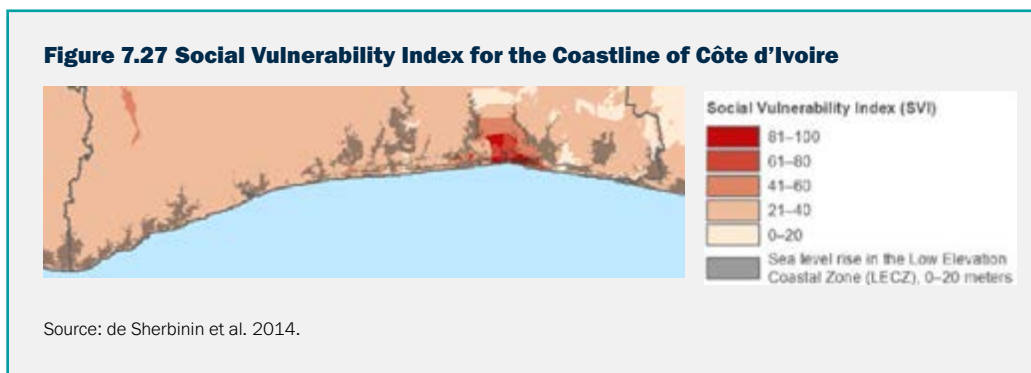 Figure 7.27 Social Vulnerability Index for the Coastline of Côte d'Ivoire
Social Vulnerability Index (SVI)
81–100
61–80
41–60
21–40
0–20
Sea level rise in the Low Elevation
Coastal Zone (LECZ), 0–20 meters
Source: de Sherbinin et al. 2014.